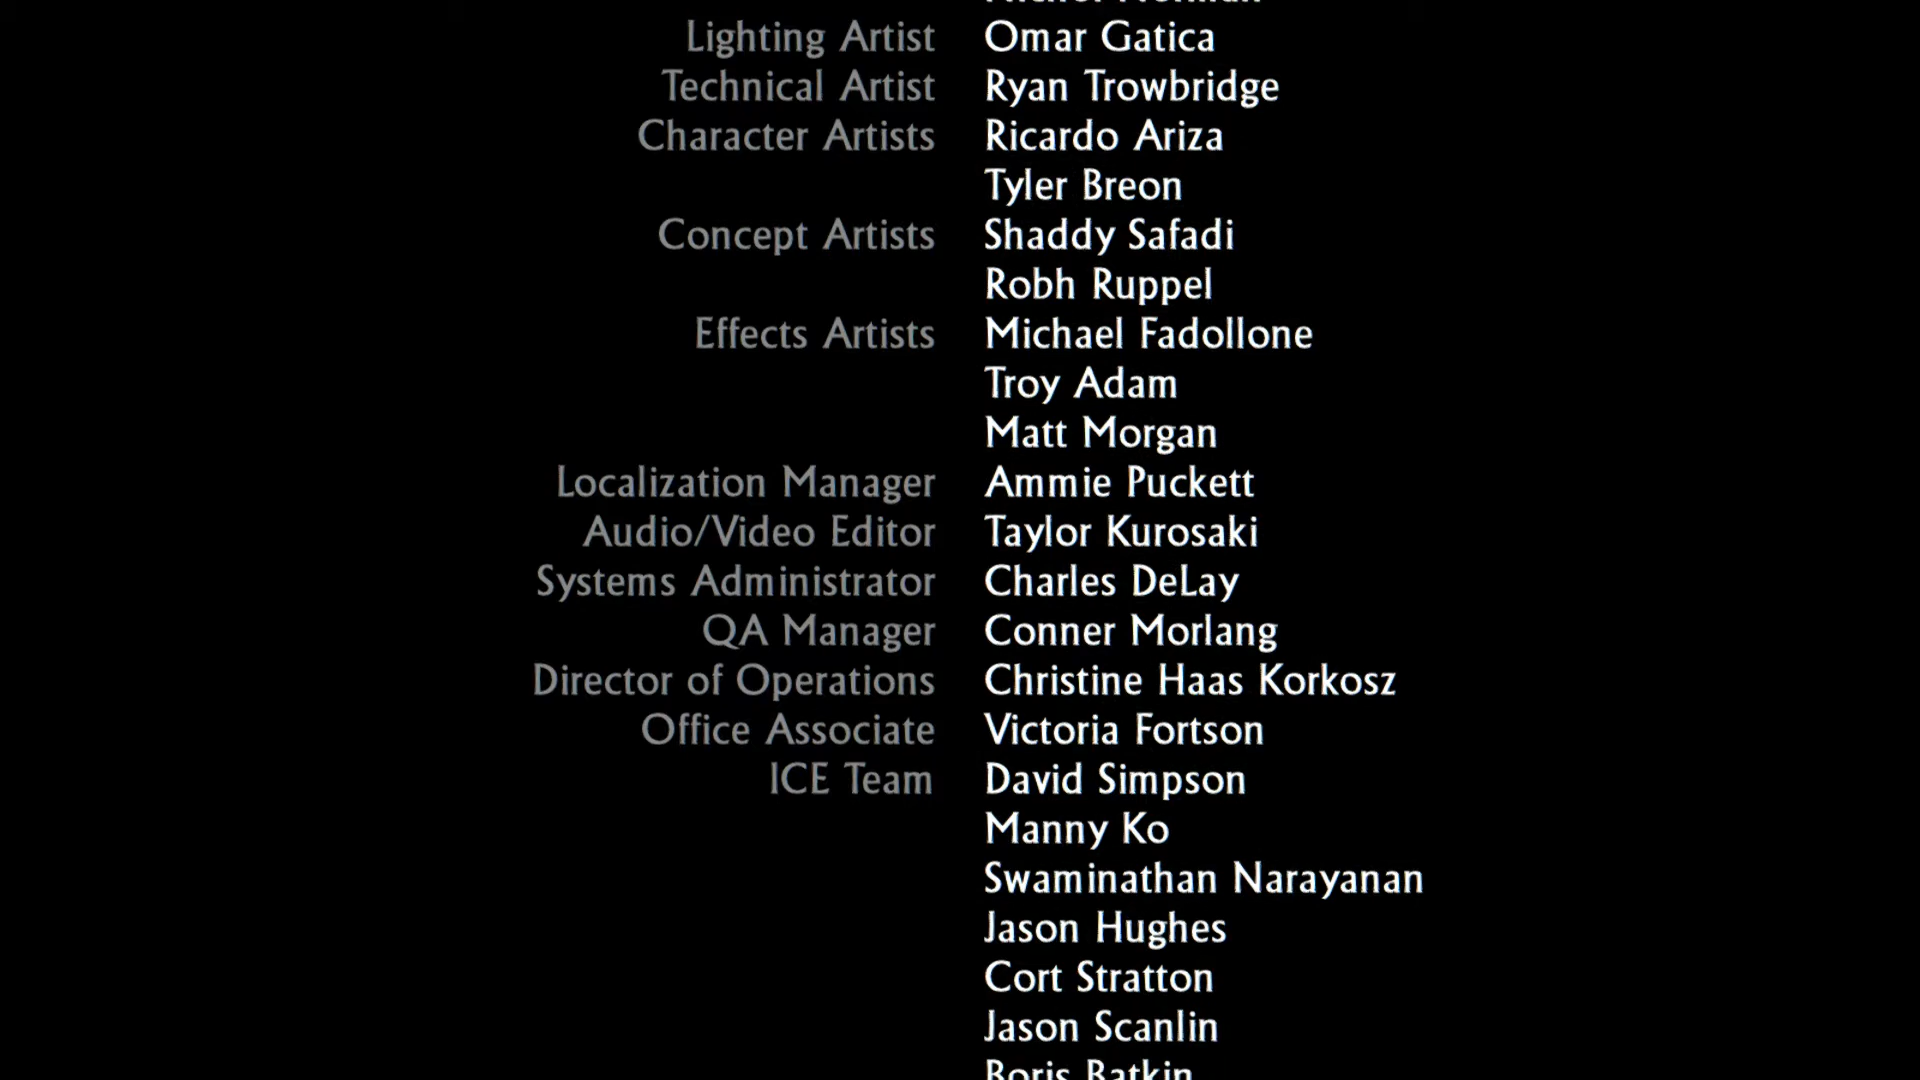 Lighting Artist Omar Gatica
Technical Artist Ryan Trowbridge
Character Artists Ricardo Ariza
Tyler Breon
Concept Artists Shaddy Safadi
Robh Ruppel
Effects Artists Michael Fadollone
Troy Adam
Matt Morgan
Localization Manager Ammie Puckett
Audio/Video Editor Taylor Kurosaki
Systems Administrator Charles DeLay
QA Manager Conner Morlang
Director of Operations Christine Haas Korkosz
Office Associate Victoria Fortson
ICE Team David Simpson
Manny Ko
Swaminathan Narayanan
Jason Hughes
Cort Stratton
Jason Scanlin
Boris Batkin